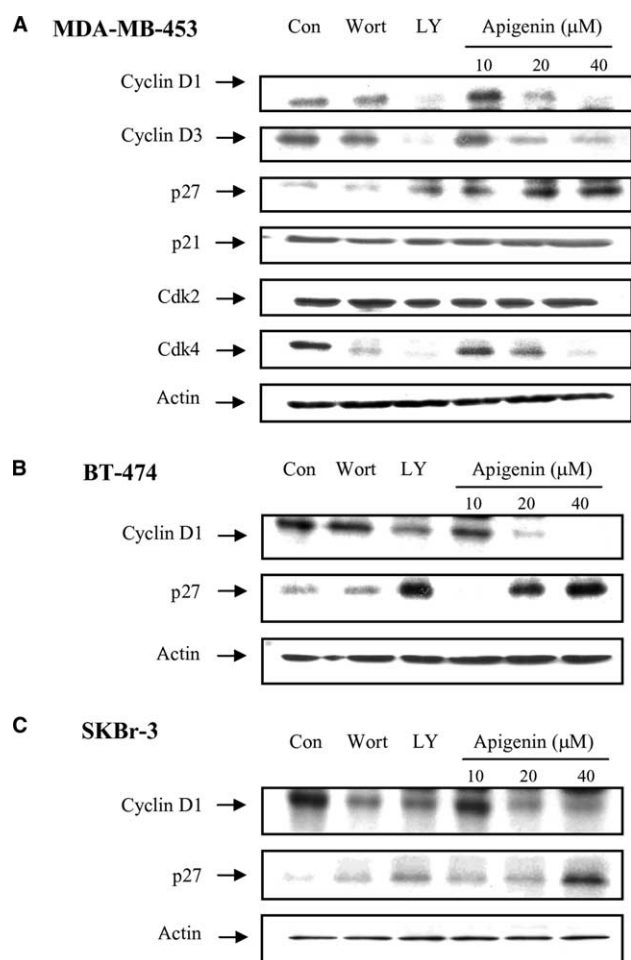 A MDA-MB-453 Con Wort LY Apigenin (μM)
10 20 40
Cyclin D1
Cyclin D3
p27
p21
Cdk2
Cdk4
Actin
B BT-474 Con Wort LY Apigenin (μM)
10 20 40
Cyclin D1
p27
Actin
C SKBr-3 Con Wort LY Apigenin (μM)
10 20 40
Cyclin D1
p27
Actin